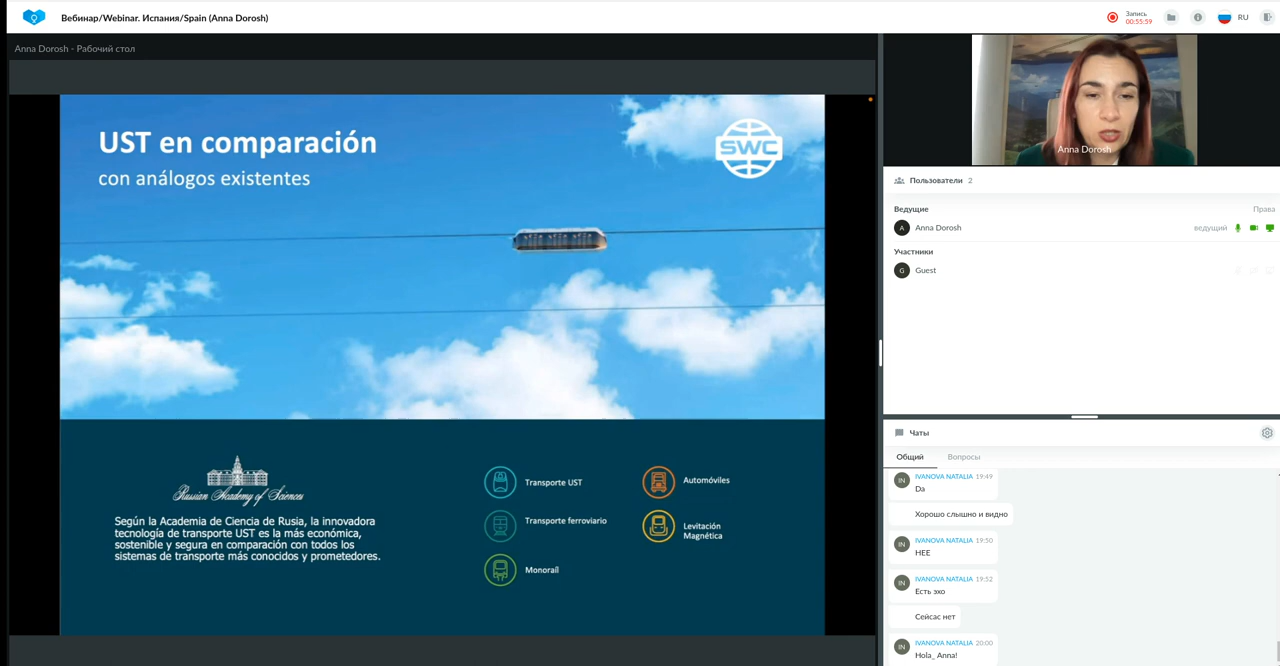 Вебинар/Webinar. Испания/Spain (Anna Dorosh)
Запись
00:55:59
RU
Anna Dorosh - Рабочий стол
UST en comparación
con análogos existentes
SWC
Russian Academy of Sciences
Según la Academia de Ciencia de Rusia, la innovadora
tecnología de transporte UST es la más económica,
sostenible y segura en comparación con todos los
sistemas de transporte más conocidos y prometedores.
Transporte UST
Transporte ferroviario
Monoraíl
Automóviles
Levitación
Magnética
Anna Dorosh
Пользователи 2
Ведущие
Права
A
Anna Dorosh
ведущий
Участники
G
Guest
Чаты
Общий
Вопросы
IN
IVANOVA NATALIA 19:49
Da
Хорошо слышно и видно
IN
IVANOVA NATALIA 19:50
НЕЕ
IN
IVANOVA NATALIA 19:52
Есть эхо
Сейсас нет
IN
IVANOVA NATALIA 20:00
Hola_ Anna!